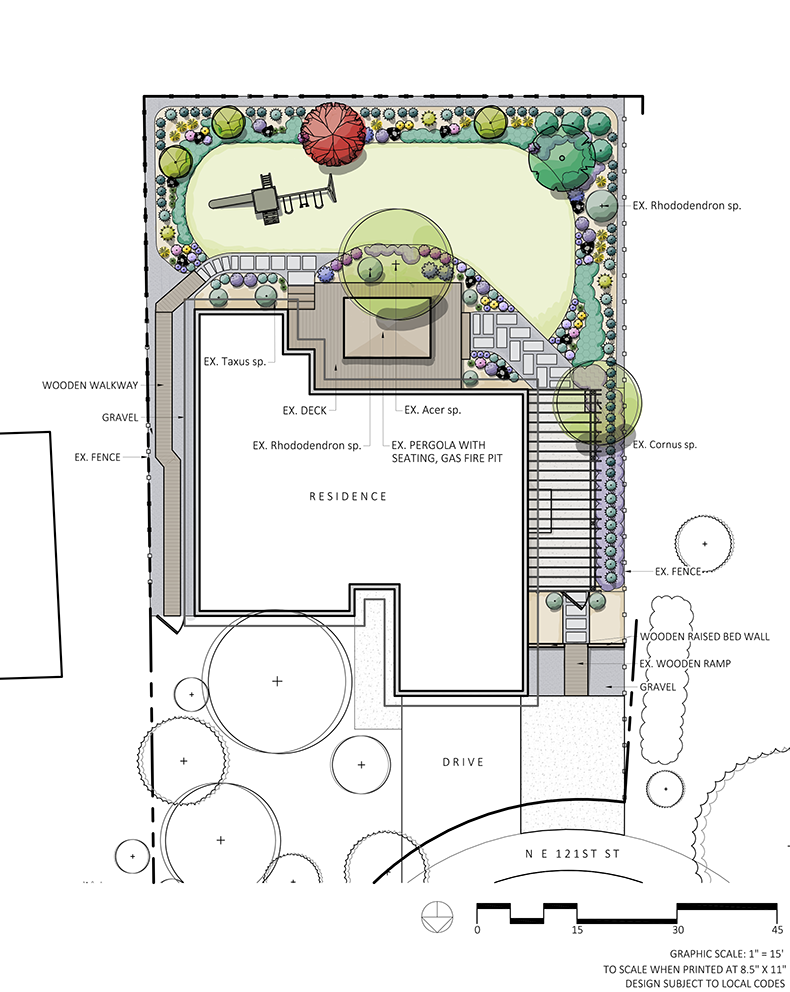 EX. Rhododendron sp.
EX. Taxus sp.
WOODEN WALKWAY
EX. DECK
EX. Acer sp.
GRAVEL
EX. Rhododendron sp.
EX. PERGOLA WITH
SEATING, GAS FIRE PIT
EX. Cornus sp.
EX. FENCE
RESIDENCE
EX. FENCE
WOODEN RAISED BED WALL
EX. WOODEN RAMP
GRAVEL
DRIVE
N E 121ST ST
0 15 30 45
GRAPHIC SCALE: 1" = 15'
TO SCALE WHEN PRINTED AT 8.5" X 11"
DESIGN SUBJECT TO LOCAL CODES